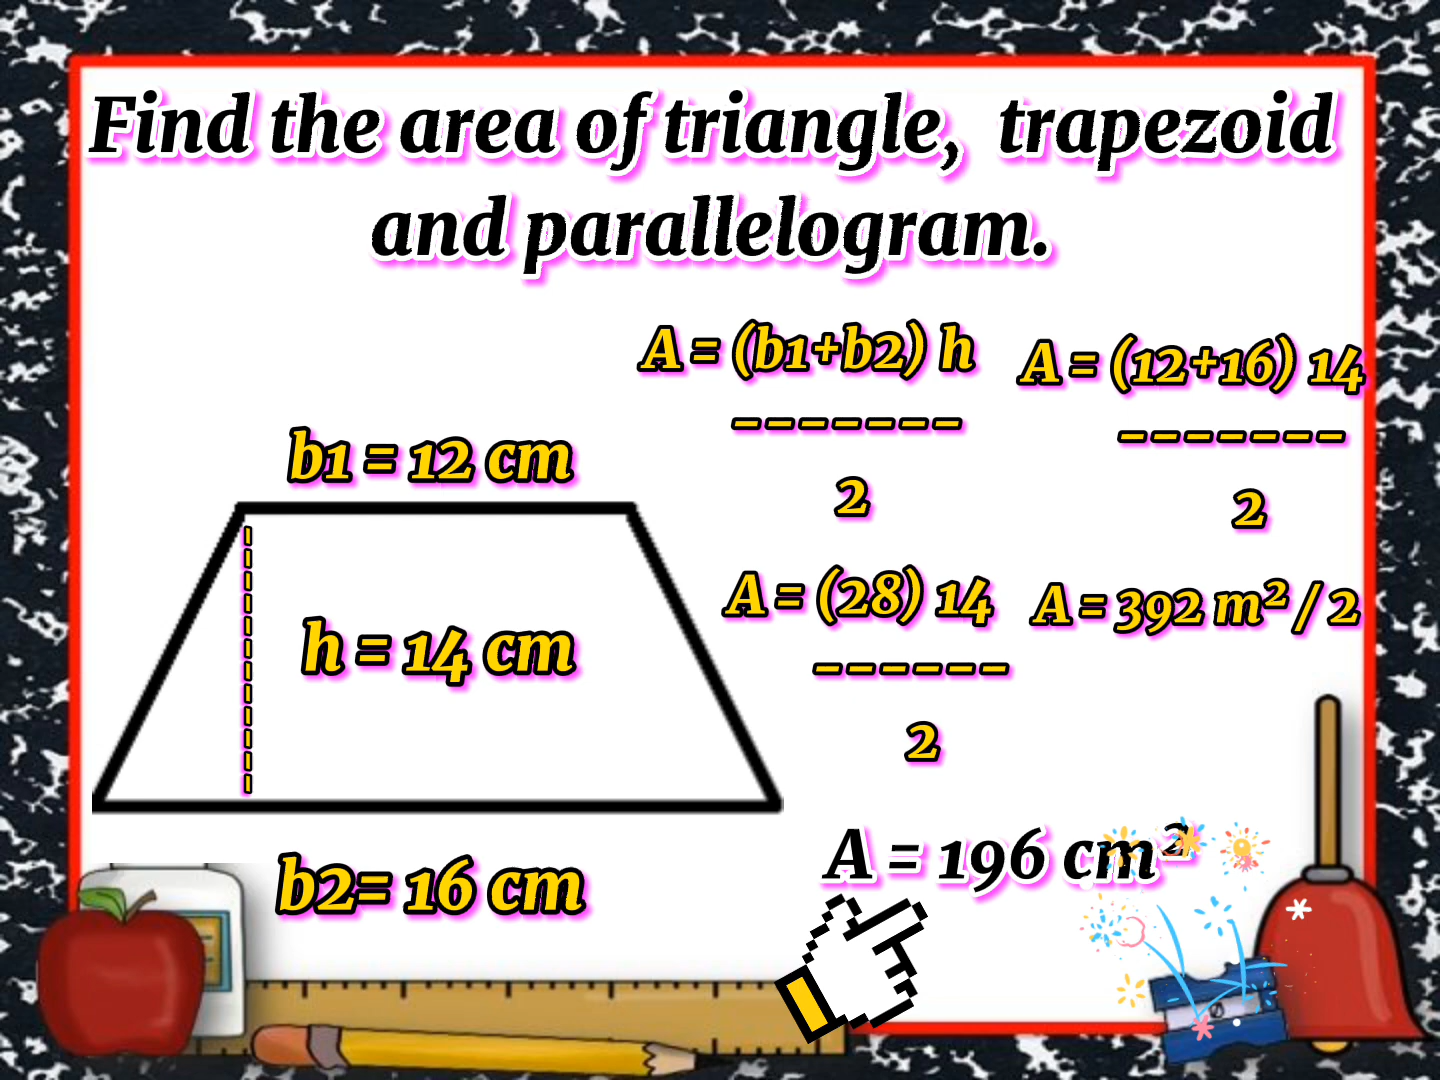 Find the area of triangle, trapezoid
and parallelogram.
A = (b1+b2) h
-------
2
A = (12+16) 14
-------
2
b1 = 12 cm
h = 14 cm
b2= 16 cm
A = (28) 14
------
2
A = 392 m² / 2
A = 196 cm²